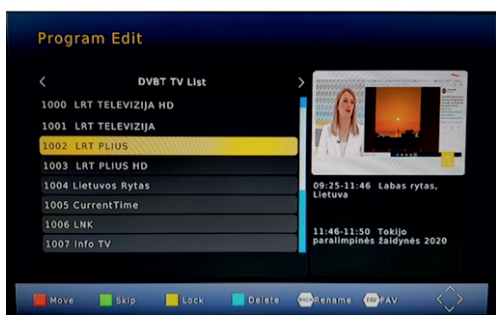 Program Edit
DVBT TV List
1000 LRT TELEVIZIJA HD
1001 LRT TELEVIZIJA
1002 LRT PLIUS
1003 LRT PLIUS HD
1004 Lietuvos Rytas
1005 CurrentTime
1006 LNK
1007 Info TV
09:25-11:46 Labas rytas,
Lietuva
11:46-11:50 Tokijo
paralimpinės žaidynės 2020
Move Skip Lock Delete Rename FAV FAV